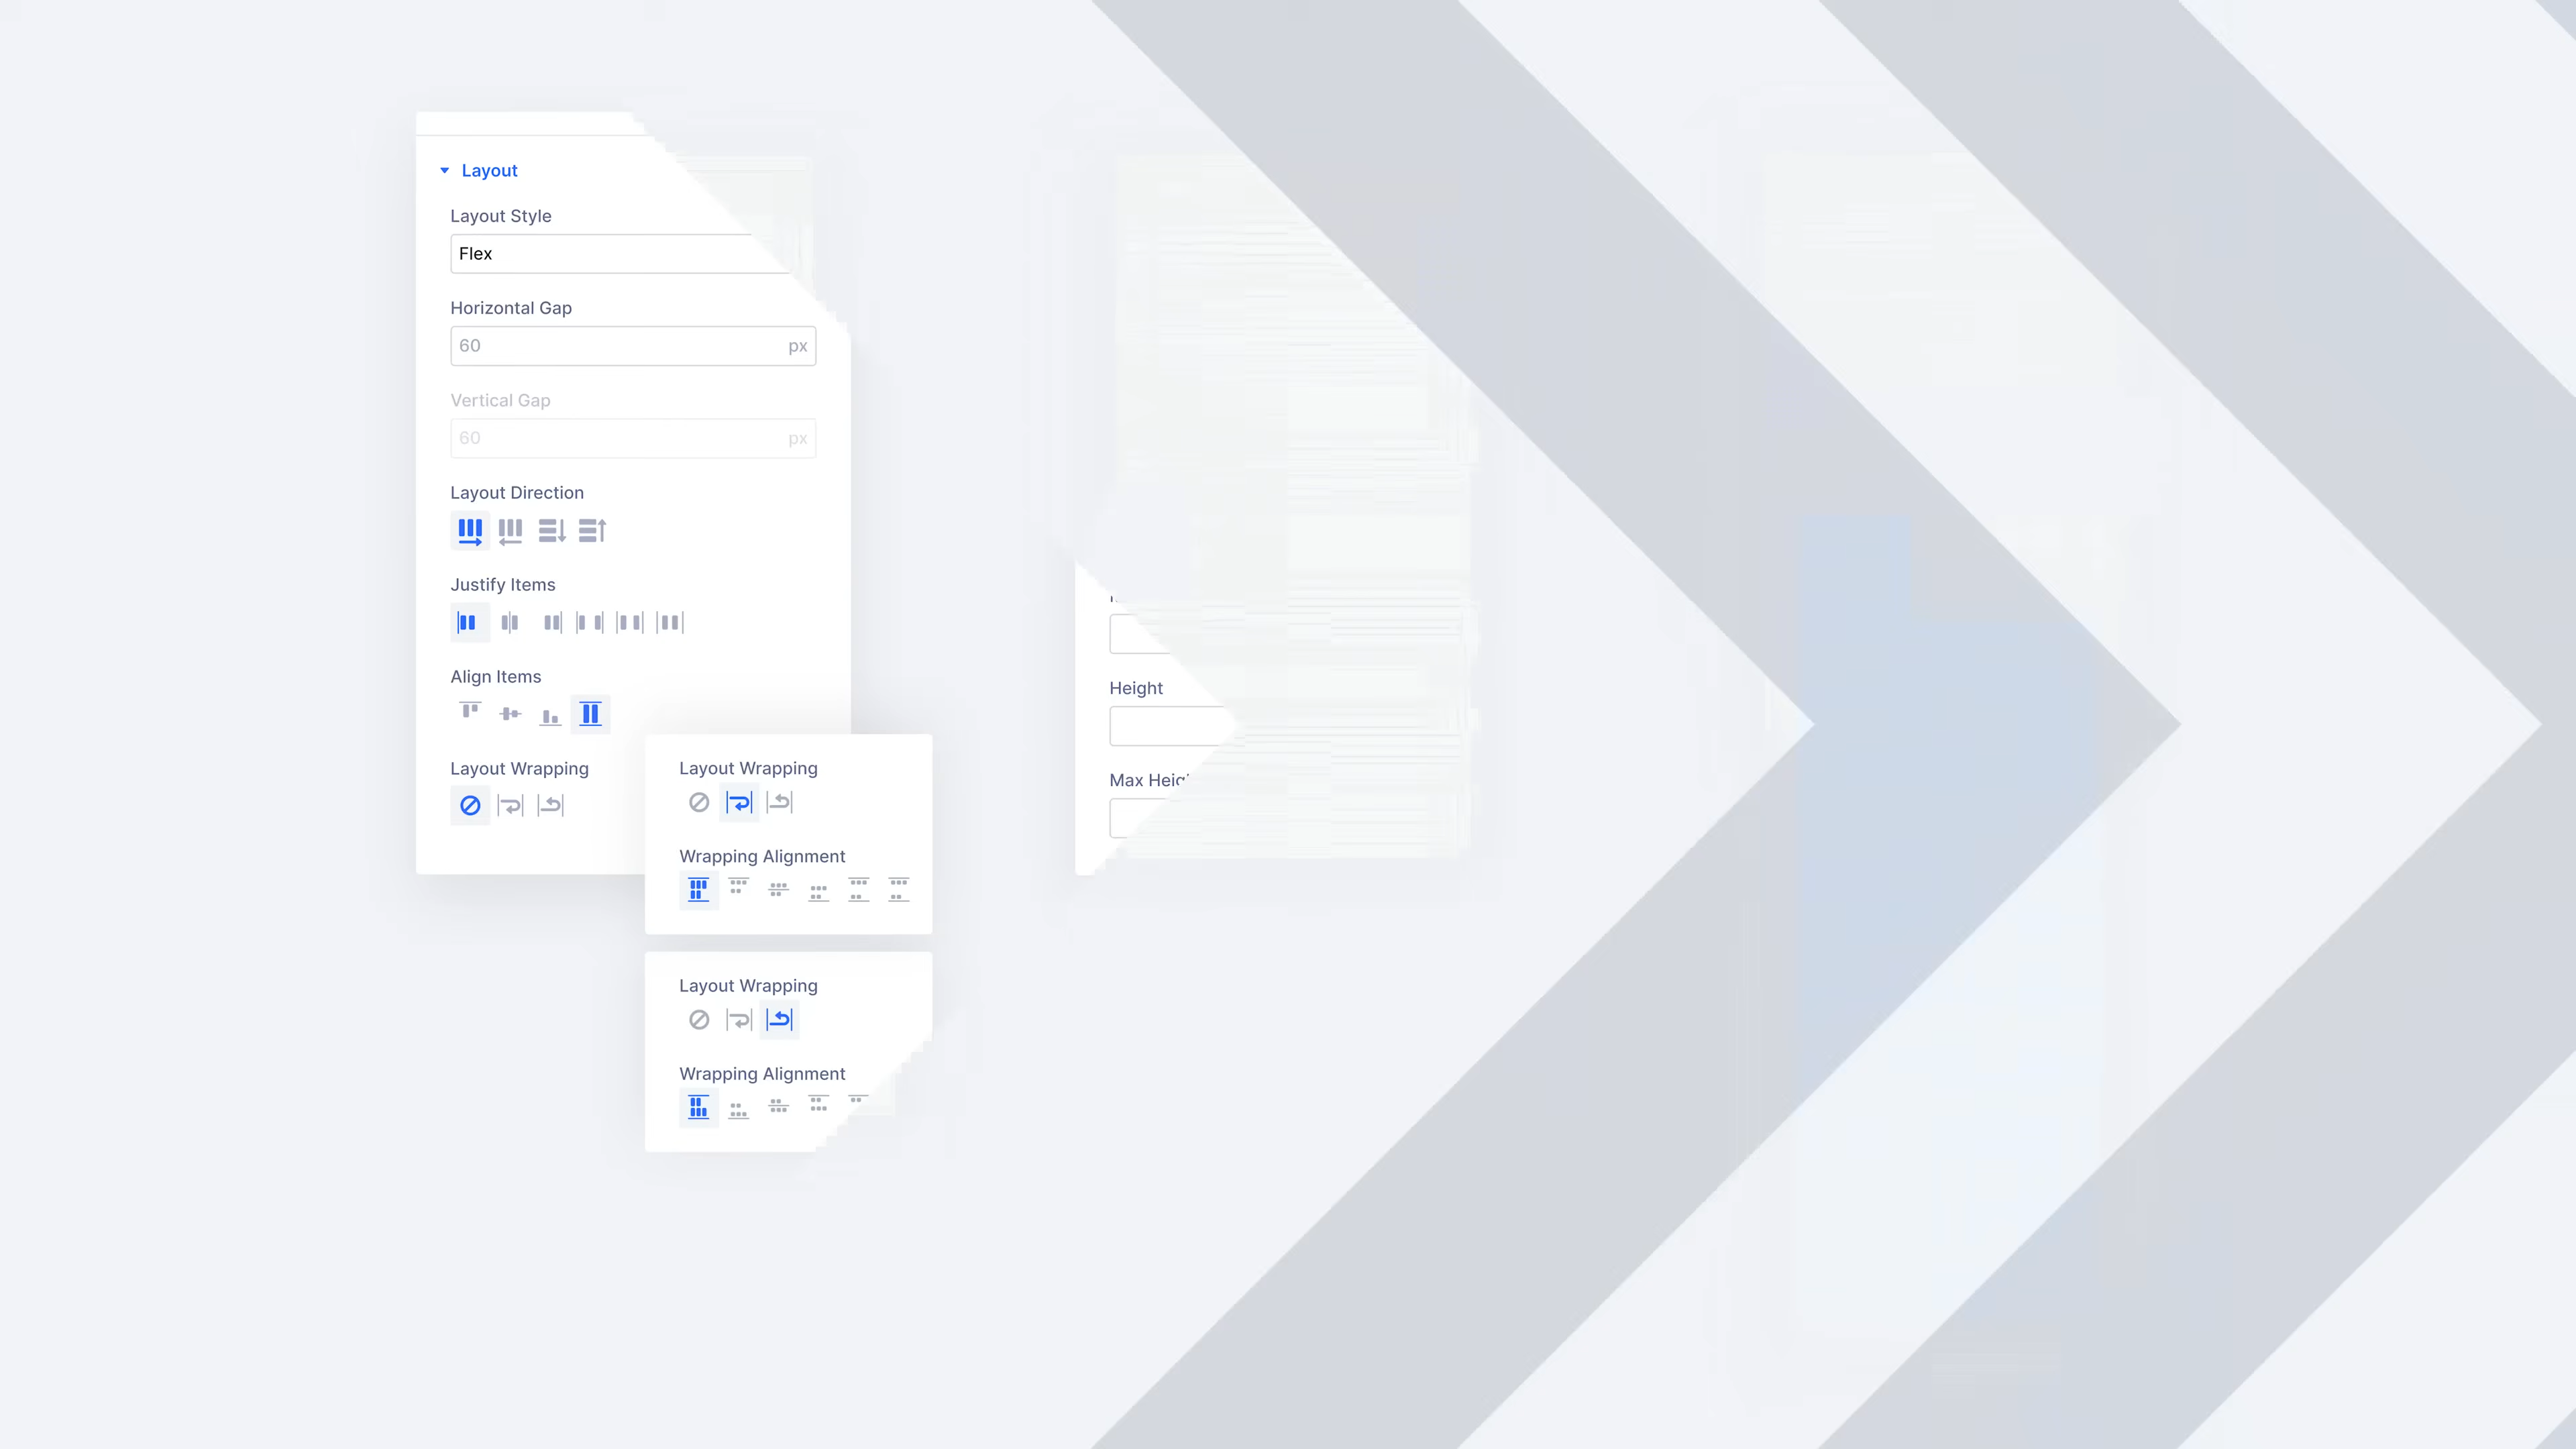 Layout
Layout Style
Flex
Horizontal Gap
60 px
Vertical Gap
60 px
Layout Direction
Justify Items
Align Items
Layout Wrapping
Layout Wrapping
Wrapping Alignment
Layout Wrapping
Wrapping Alignment
Height
Max